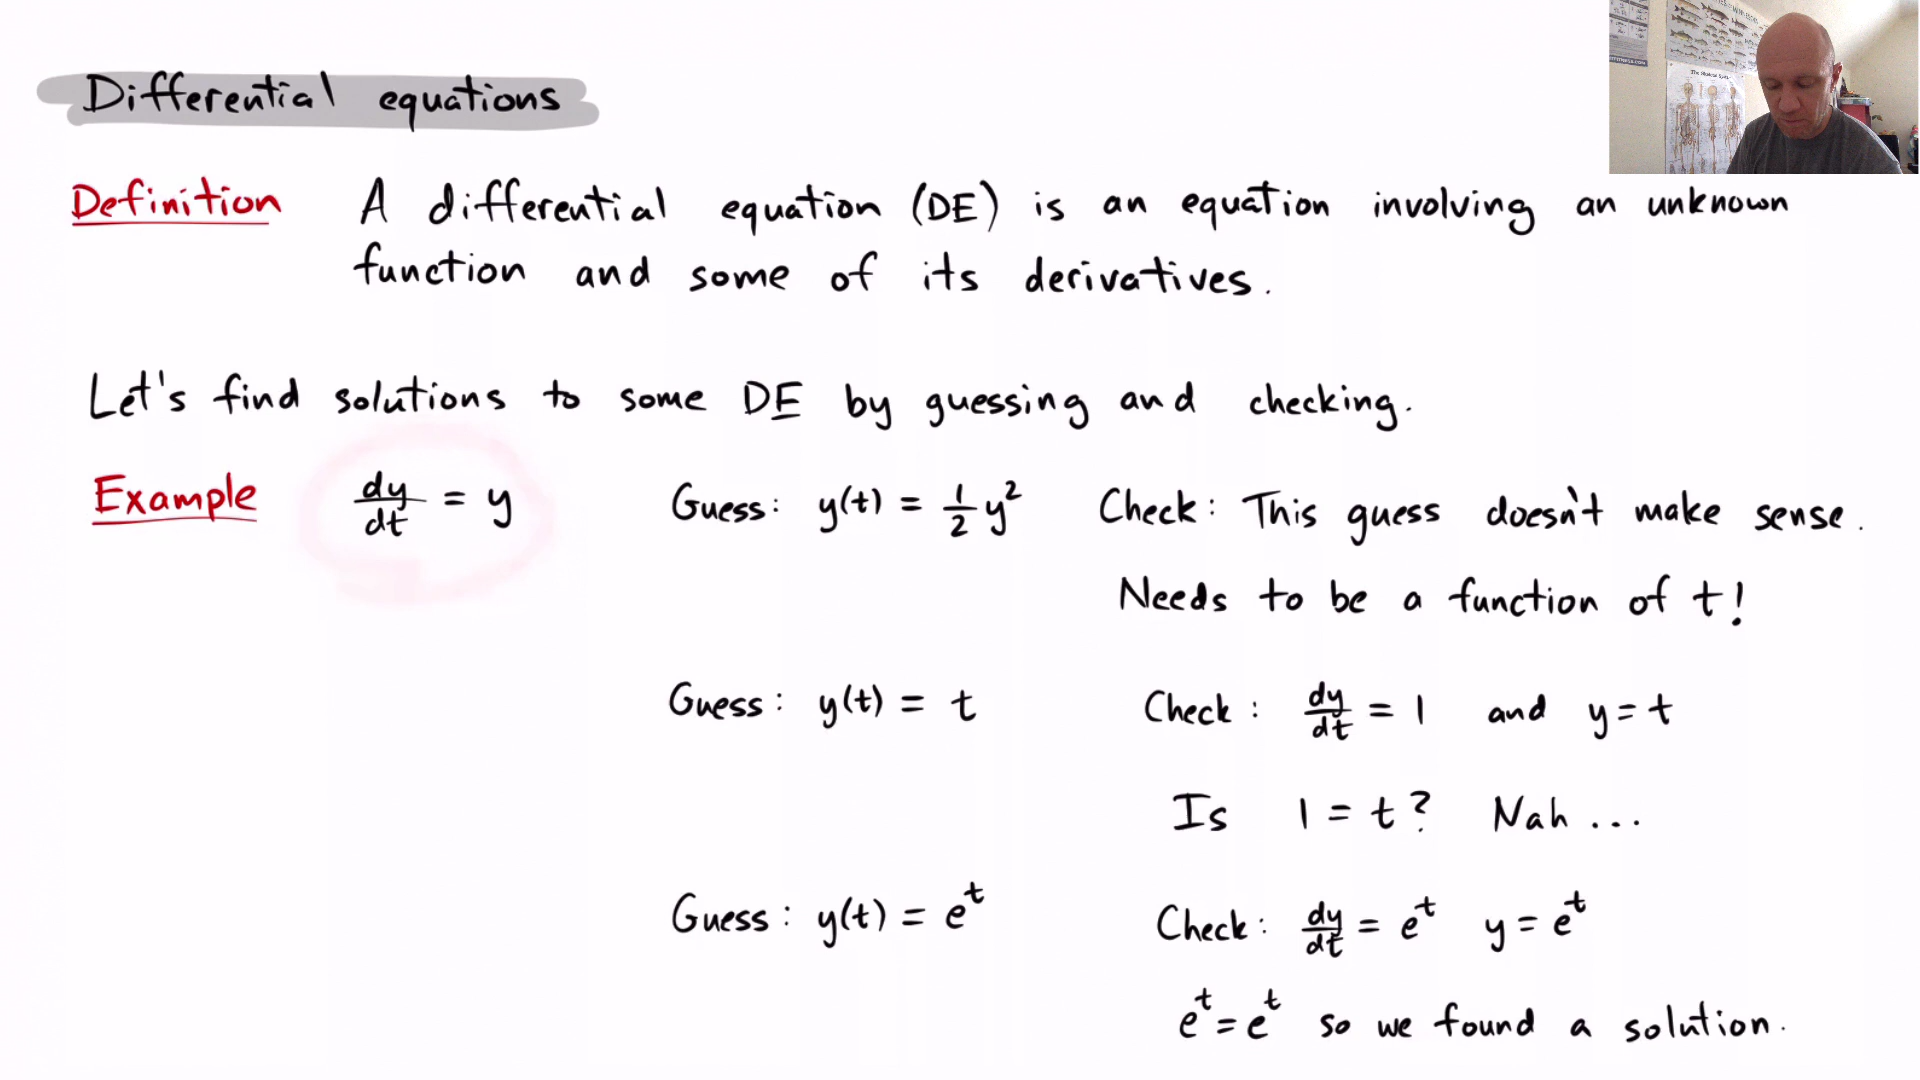 Differential equations
Definition A differential equation (DE) is an equation involving an unknown
function and some of its derivatives.
Let's find solutions to some DE by guessing and checking.
Example dy/dt = y Guess: y(t) = 1/2 y² Check: This guess doesn't make sense.
Needs to be a function of t!
Guess: y(t) = t Check: dy/dt = 1 and y = t
Is 1 = t? Nah ...
Guess: y(t) = e^t Check: dy/dt = e^t y = e^t
e^t = e^t so we found a solution.